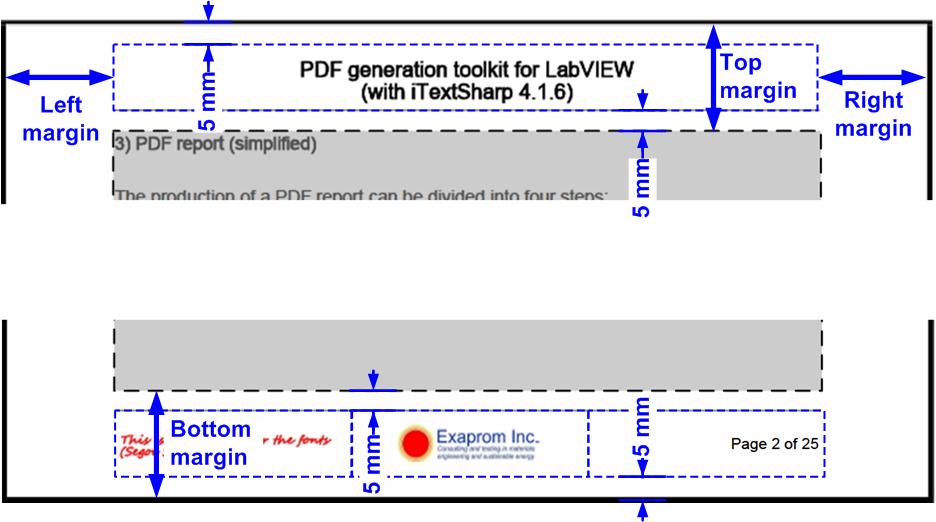 PDF generation toolkit for LabVIEW
(with iTextSharp 4.1.6)
Left
margin
5 mm
Top
margin
Right
margin
3) PDF report (simplified)
The production of a PDF report can be divided into four steps:
5 mm
Bottom
margin
This r the fonts
(Sego
5 mm
Exaprom Inc.
Consulting and testing in materials
engineering and sustainable energy
5 mm
Page 2 of 25